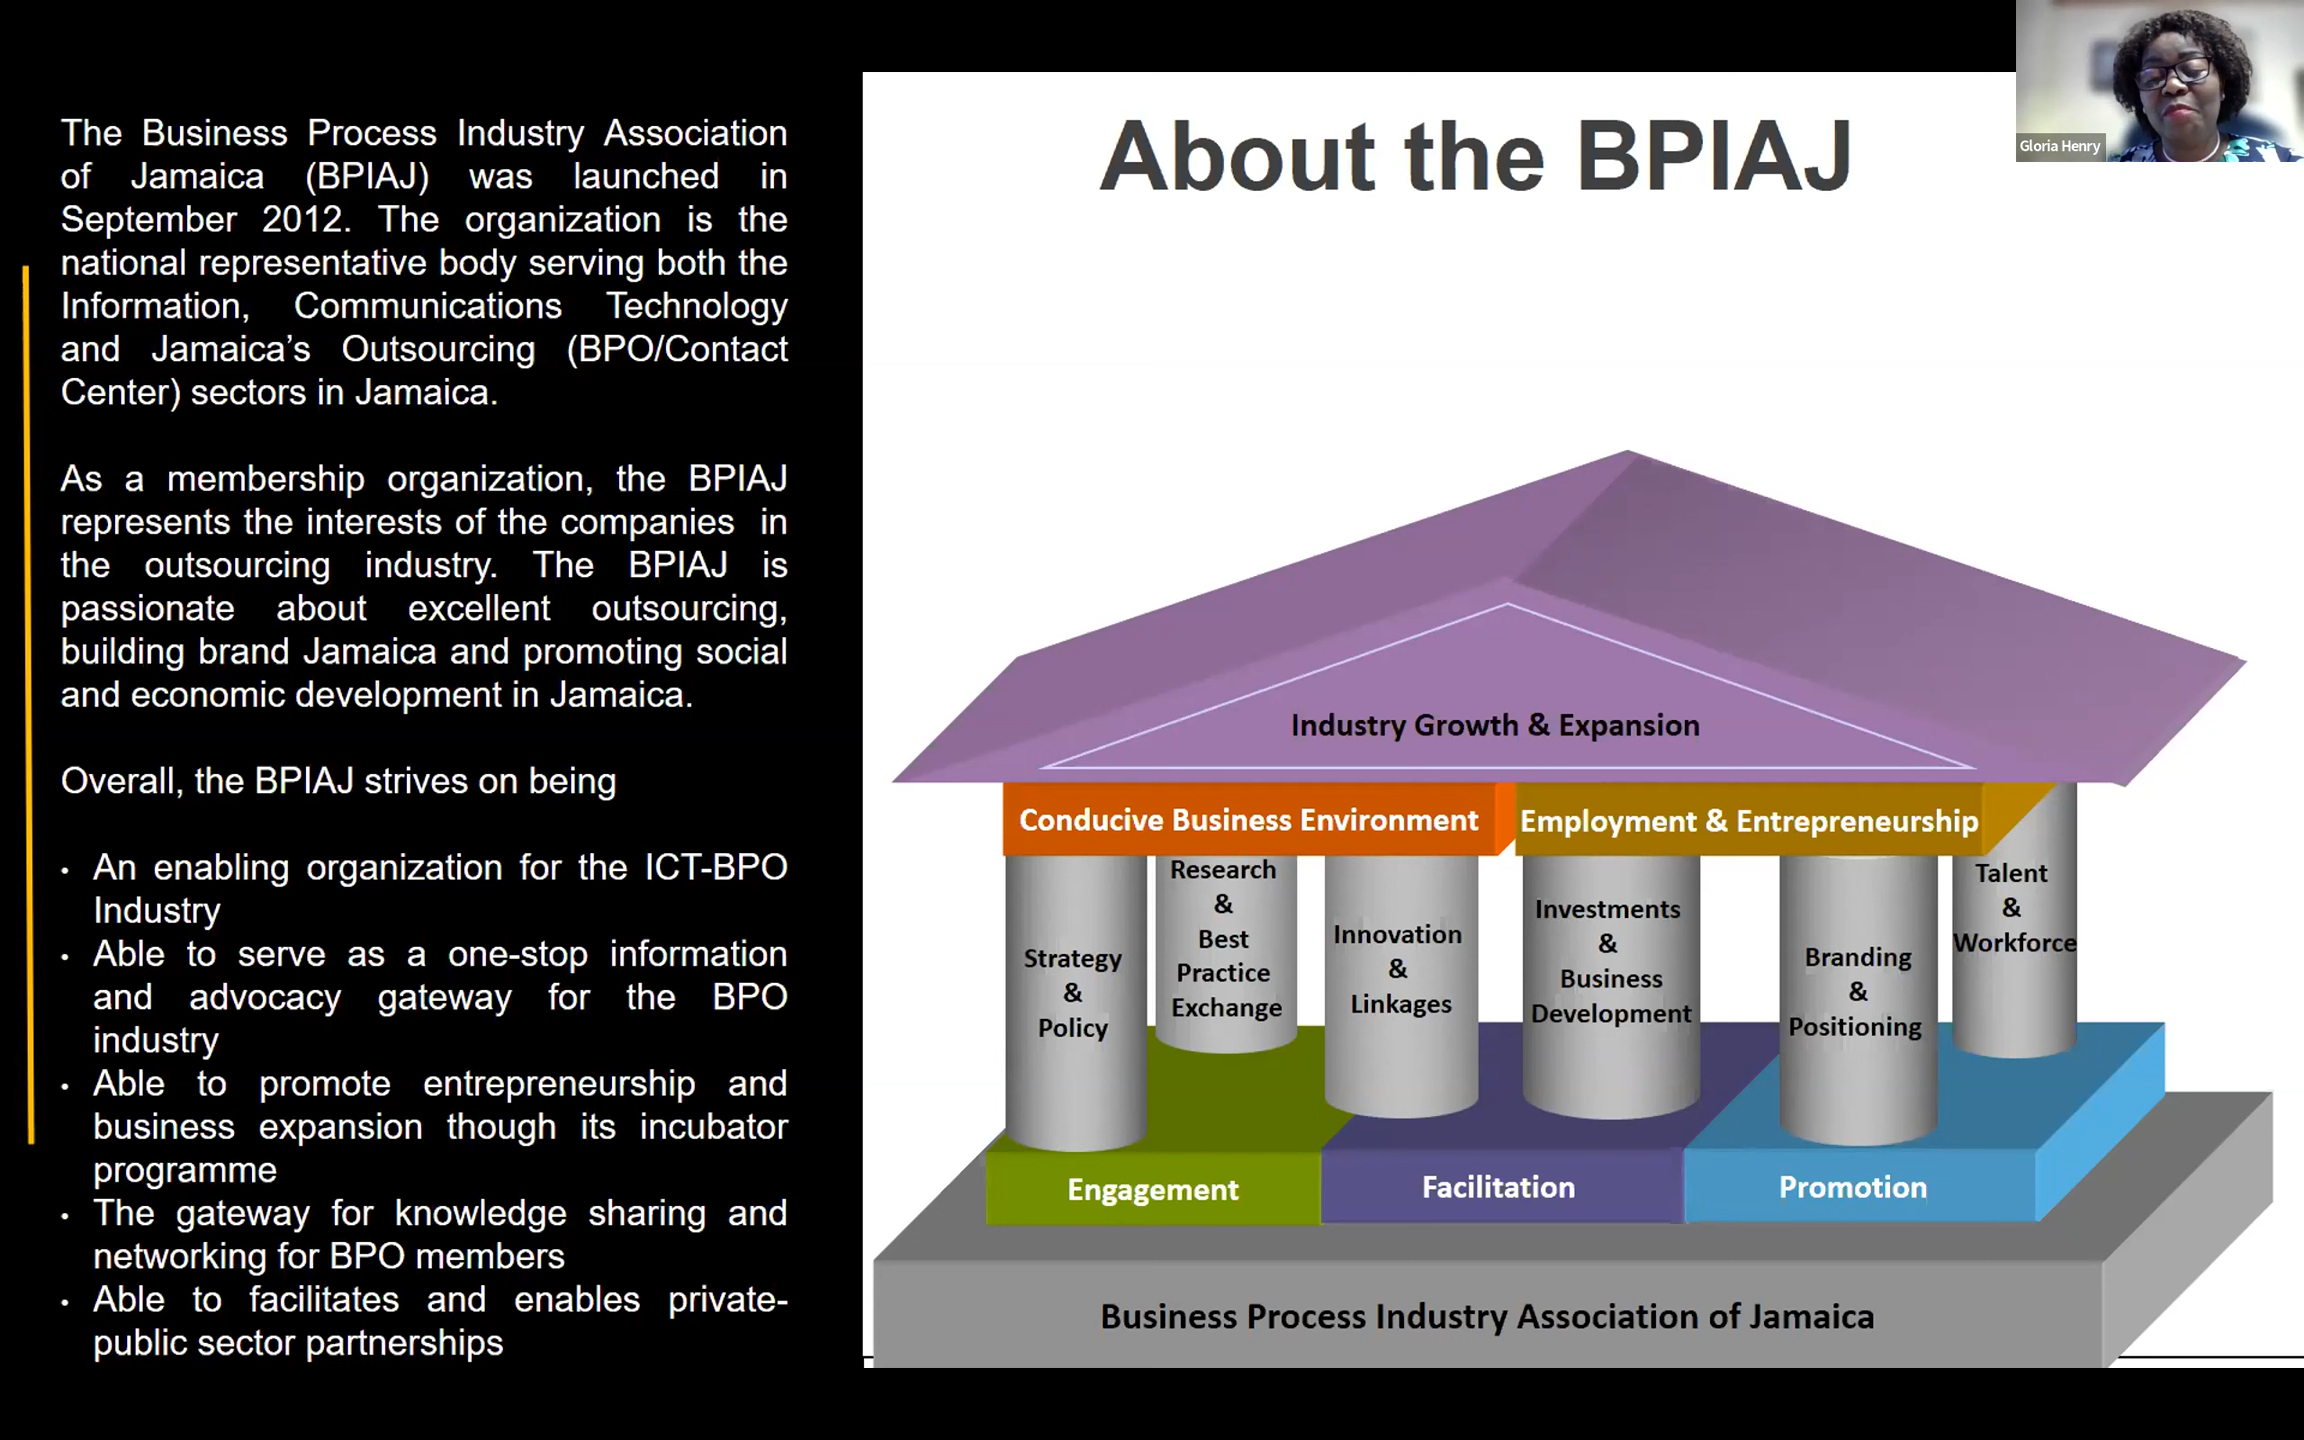 The Business Process Industry Association
of Jamaica (BPIAJ) was launched in
September 2012. The organization is the
national representative body serving both the
Information, Communications Technology
and Jamaica’s Outsourcing (BPO/Contact
Center) sectors in Jamaica.
As a membership organization, the BPIAJ
represents the interests of the companies in
the outsourcing industry. The BPIAJ is
passionate about excellent outsourcing,
building brand Jamaica and promoting social
and economic development in Jamaica.
Overall, the BPIAJ strives on being
• An enabling organization for the ICT-BPO
Industry
• Able to serve as a one-stop information
and advocacy gateway for the BPO
industry
• Able to promote entrepreneurship and
business expansion though its incubator
programme
• The gateway for knowledge sharing and
networking for BPO members
• Able to facilitates and enables private-
public sector partnerships
About the BPIAJ
Gloria Henry
Industry Growth & Expansion
Conducive Business Environment
Employment & Entrepreneurship
Strategy
&
Policy
Research
&
Best
Practice
Exchange
Innovation
&
Linkages
Investments
&
Business
Development
Branding
&
Positioning
Talent
&
Workforce
Engagement
Facilitation
Promotion
Business Process Industry Association of Jamaica